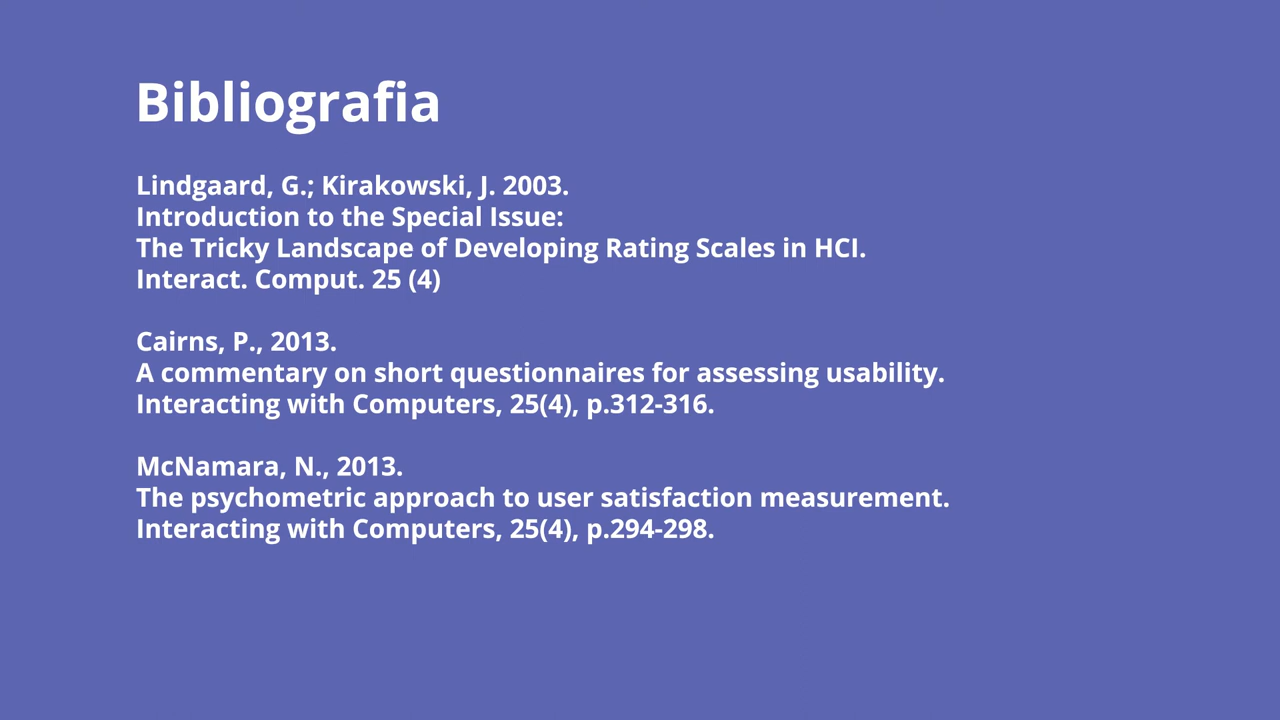 Bibliografia
Lindgaard, G.; Kirakowski, J. 2003.
Introduction to the Special Issue:
The Tricky Landscape of Developing Rating Scales in HCI.
Interact. Comput. 25 (4)
Cairns, P., 2013.
A commentary on short questionnaires for assessing usability.
Interacting with Computers, 25(4), p.312-316.
McNamara, N., 2013.
The psychometric approach to user satisfaction measurement.
Interacting with Computers, 25(4), p.294-298.